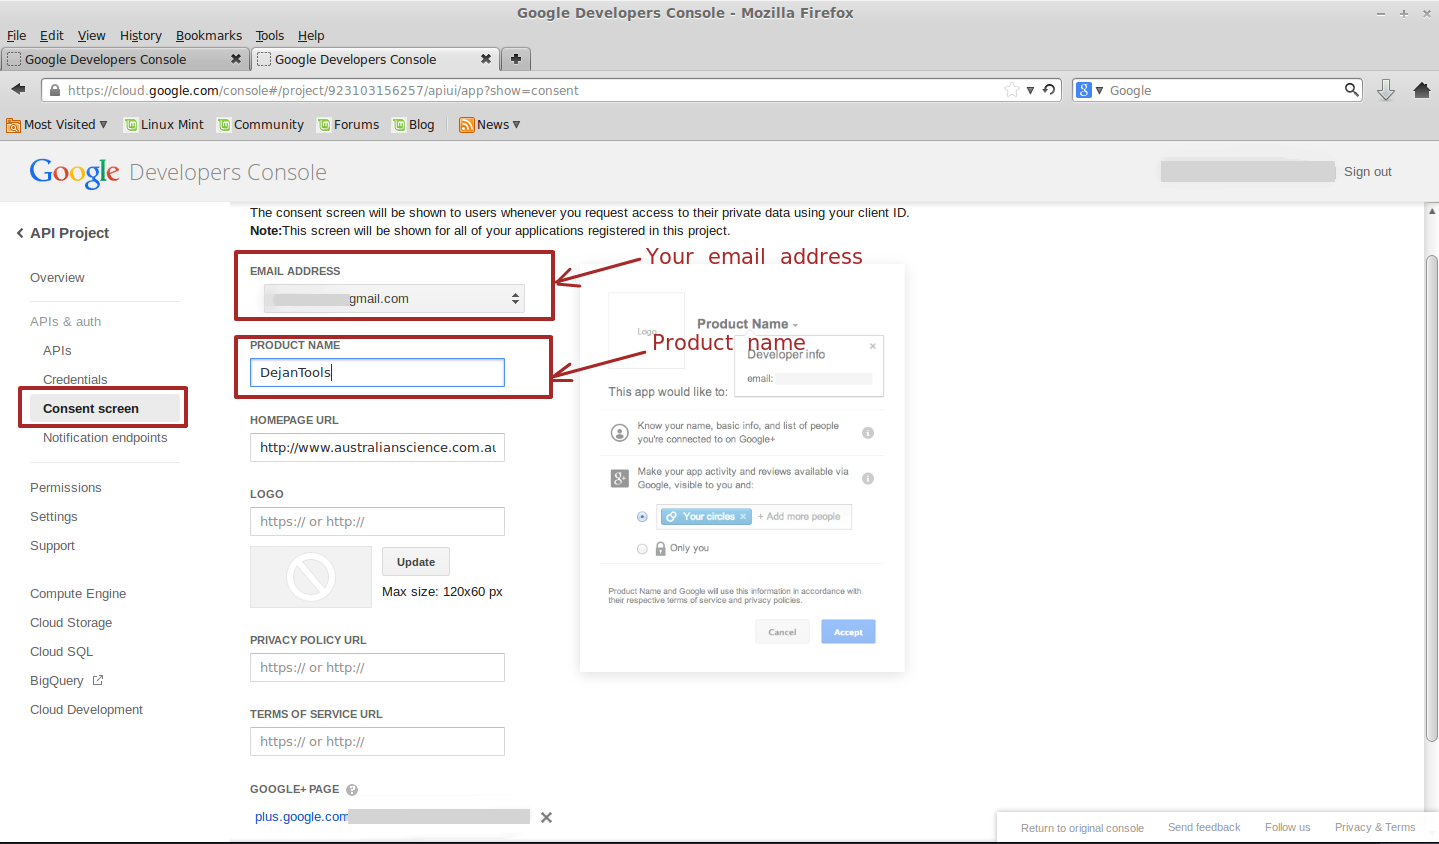 Google Developers Console - Mozilla Firefox
File Edit View History Bookmarks Tools Help
Google Developers Console
Google Developers Console
https://cloud.google.com/console#/project/923103156257/apiui/app?show=consent
Google
Most Visited
Linux Mint
Community
Forums
Blog
News
Google Developers Console
Sign out
API Project
Overview
APIs & auth
APIs
Credentials
Consent screen
Notification endpoints
Permissions
Settings
Support
Compute Engine
Cloud Storage
Cloud SQL
BigQuery
Cloud Development
The consent screen will be shown to users whenever you request access to their private data using your client ID.
Note:This screen will be shown for all of your applications registered in this project.
EMAIL ADDRESS
gmail.com
Your email address
PRODUCT NAME
DejanTools
Product name
HOMEPAGE URL
http://www.australianscience.com.au
LOGO
https:// or http://
Update
Max size: 120x60 px
PRIVACY POLICY URL
https:// or http://
TERMS OF SERVICE URL
https:// or http://
GOOGLE+ PAGE
plus.google.com
Logo
Product Name
Developer info
email:
This app would like to:
Know your name, basic info, and list of people
you're connected to on Google+
Make your app activity and reviews available via
Google, visible to you and:
Your circles
+ Add more people
Only you
Product Name and Google will use this information in accordance with
their respective terms of service and privacy policies.
Cancel
Accept
Return to original console
Send feedback
Follow us
Privacy & Terms